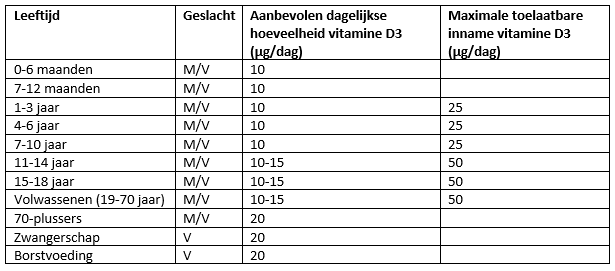 Leeftijd Geslacht Aanbevolen dagelijkse hoeveelheid vitamine D3 (µg/dag) Maximale toelaatbare inname vitamine D3 (µg/dag)
0-6 maanden M/V 10
7-12 maanden M/V 10
1-3 jaar M/V 10 25
4-6 jaar M/V 10 25
7-10 jaar M/V 10 25
11-14 jaar M/V 10-15 50
15-18 jaar M/V 10-15 50
Volwassenen (19-70 jaar) M/V 10-15 50
70-plussers M/V 20
Zwangerschap V 20
Borstvoeding V 20